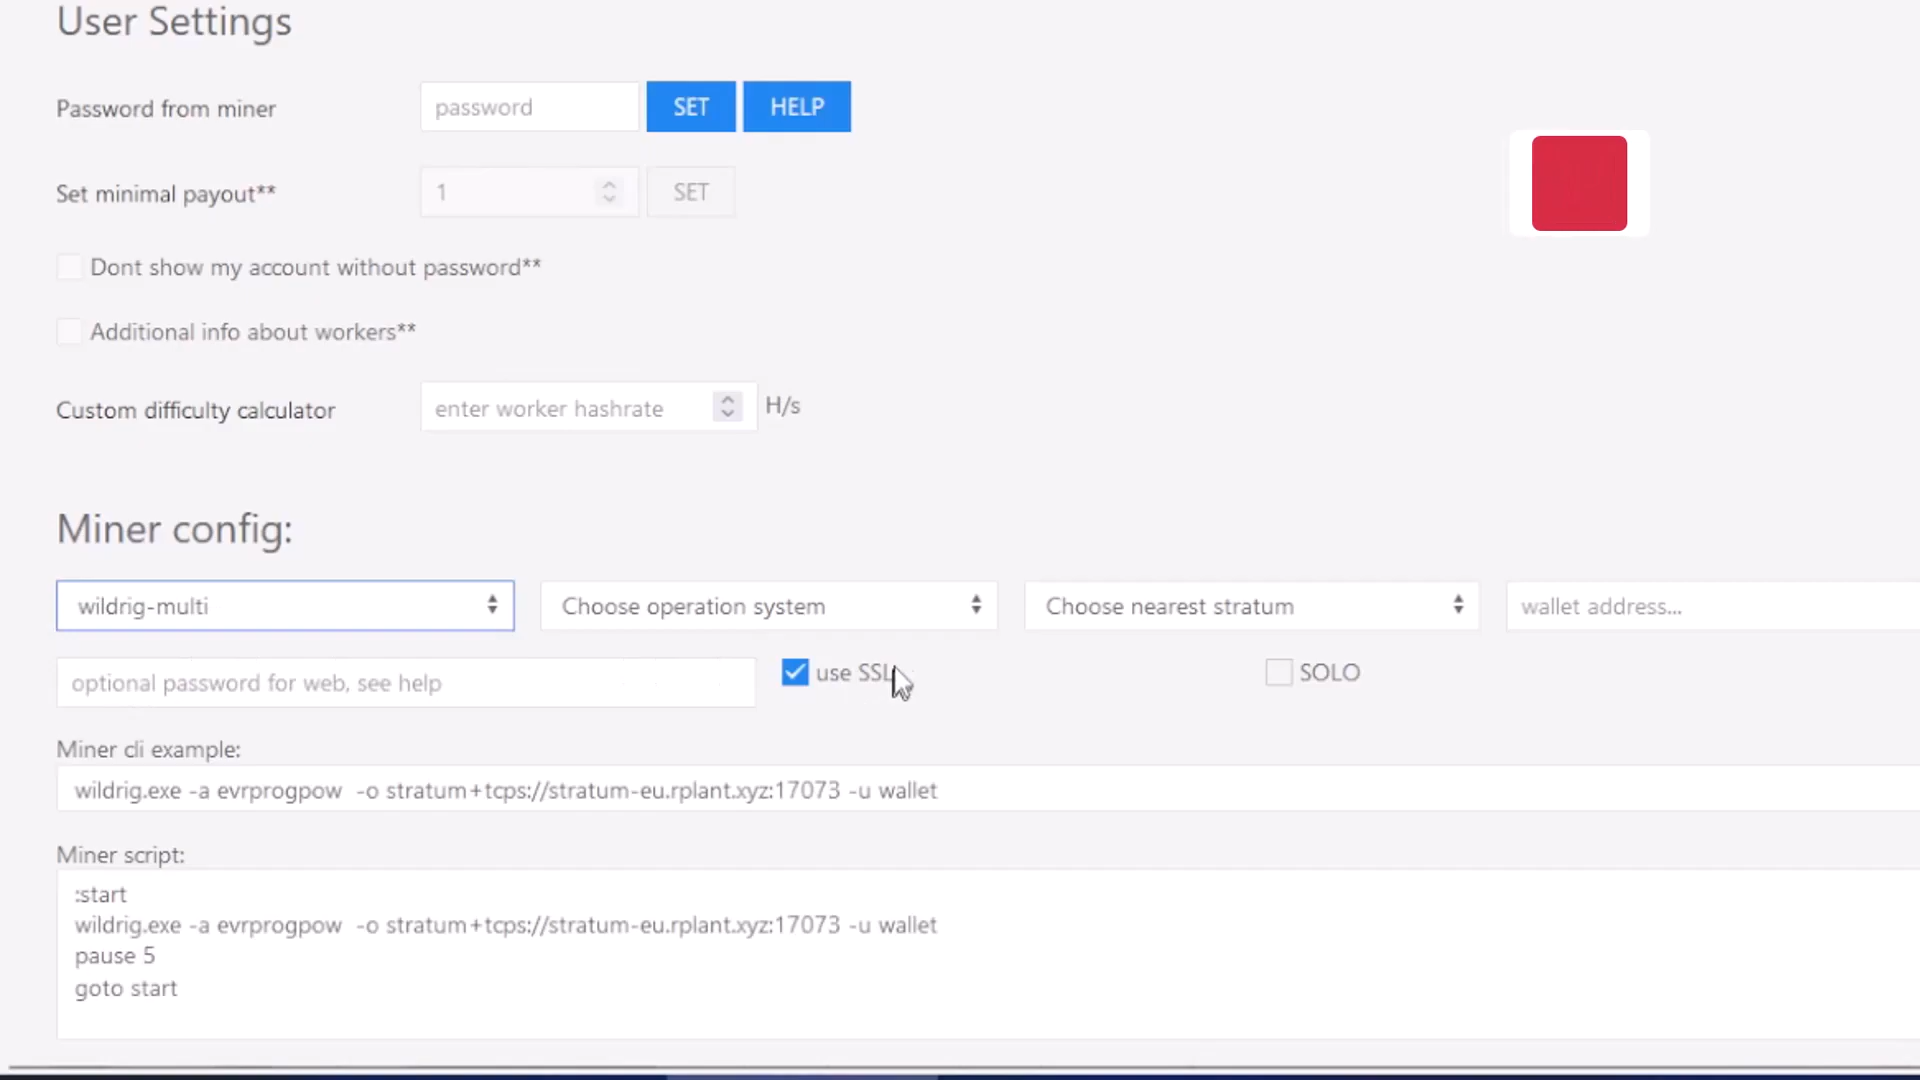 User Settings
Password from miner
password
SET
HELP
Set minimal payout**
1
SET
Dont show my account without password**
Additional info about workers**
Custom difficulty calculator
enter worker hashrate
H/s
Miner config:
wildrig-multi
Choose operation system
Choose nearest stratum
wallet address...
optional password for web, see help
use SSL
SOLO
Miner cli example:
wildrig.exe -a evrprogpow  -o stratum+tcps://stratum-eu.rplant.xyz:17073 -u wallet
Miner script:
:start
wildrig.exe -a evrprogpow  -o stratum+tcps://stratum-eu.rplant.xyz:17073 -u wallet
pause 5
goto start